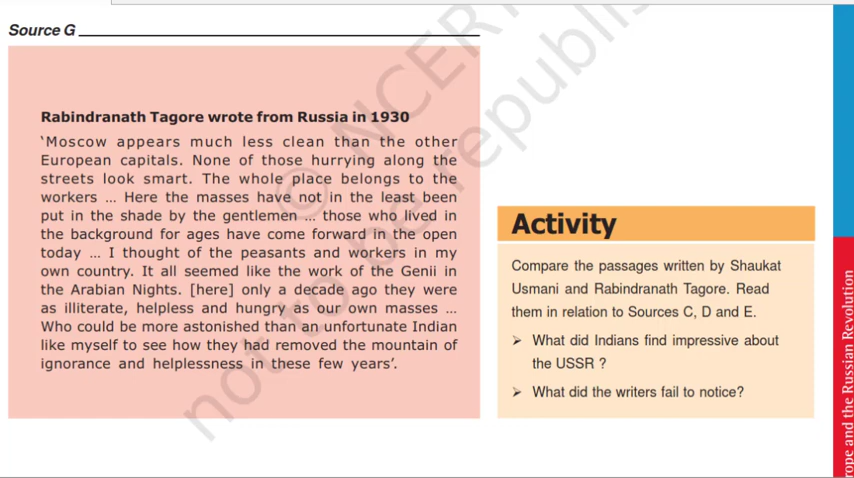 Source G
Rabindranath Tagore wrote from Russia in 1930
‘Moscow appears much less clean than the other
European capitals. None of those hurrying along the
streets look smart. The whole place belongs to the
workers ... Here the masses have not in the least been
put in the shade by the gentlemen ... those who lived in
the background for ages have come forward in the open
today ... I thought of the peasants and workers in my
own country. It all seemed like the work of the Genii in
the Arabian Nights. [here] only a decade ago they were
as illiterate, helpless and hungry as our own masses ...
Who could be more astonished than an unfortunate Indian
like myself to see how they had removed the mountain of
ignorance and helplessness in these few years’.
Activity
Compare the passages written by Shaukat
Usmani and Rabindranath Tagore. Read
them in relation to Sources C, D and E.
➢ What did Indians find impressive about
the USSR ?
➢ What did the writers fail to notice?
rope and the Russian Revolution
© NCERT
not to be republis